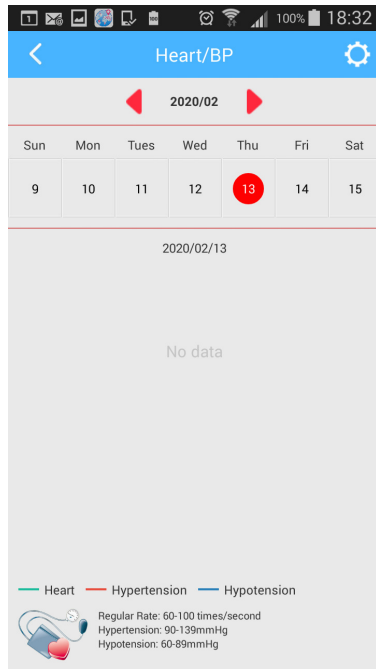 1 100 100% 18:32
Heart/BP
2020/02
Sun Mon Tues Wed Thu Fri Sat
9 10 11 12 13 14 15
2020/02/13
No data
Heart Hypertension Hypotension
Regular Rate: 60-100 times/second
Hypertension: 90-139mmHg
Hypotension: 60-89mmHg